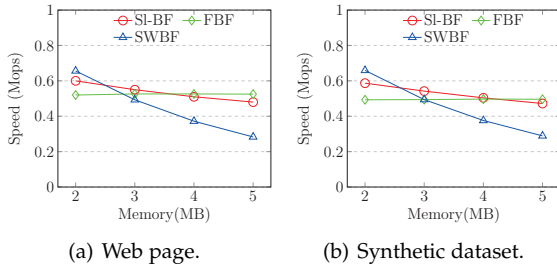 Sl-BF FBF
SWBF
1
0.8
0.6
0.4
0.2
0
Speed (Mops)
2 3 4 5
Memory(MB)
(a) Web page.
Sl-BF FBF
SWBF
1
0.8
0.6
0.4
0.2
0
Speed (Mops)
2 3 4 5
Memory(MB)
(b) Synthetic dataset.